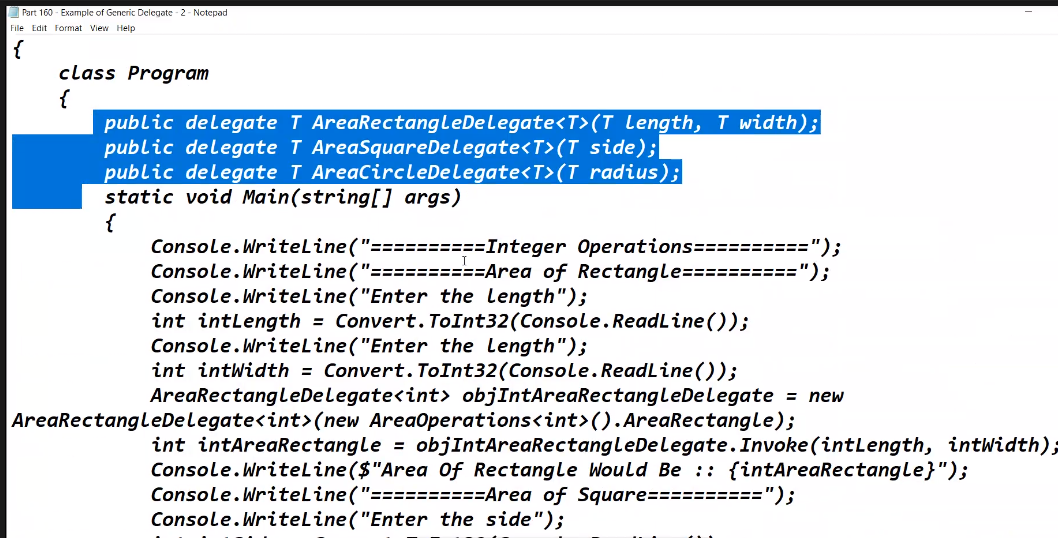 Part 160 - Example of Generic Delegate - 2 - Notepad
File Edit Format View Help
{
class Program
{
public delegate T AreaRectangleDelegate<T>(T length, T width);
public delegate T AreaSquareDelegate<T>(T side);
public delegate T AreaCircleDelegate<T>(T radius);
static void Main(string[] args)
{
Console.WriteLine("==========Integer Operations==========");
Console.WriteLine("==========Area of Rectangle==========");
Console.WriteLine("Enter the length");
int intLength = Convert.ToInt32(Console.ReadLine());
Console.WriteLine("Enter the length");
int intWidth = Convert.ToInt32(Console.ReadLine());
AreaRectangleDelegate<int> objIntAreaRectangleDelegate = new
AreaRectangleDelegate<int>(new AreaOperations<int>().AreaRectangle);
int intAreaRectangle = objIntAreaRectangleDelegate.Invoke(intLength, intWidth);
Console.WriteLine($"Area Of Rectangle Would Be :: {intAreaRectangle}");
Console.WriteLine("==========Area of Square==========");
Console.WriteLine("Enter the side");